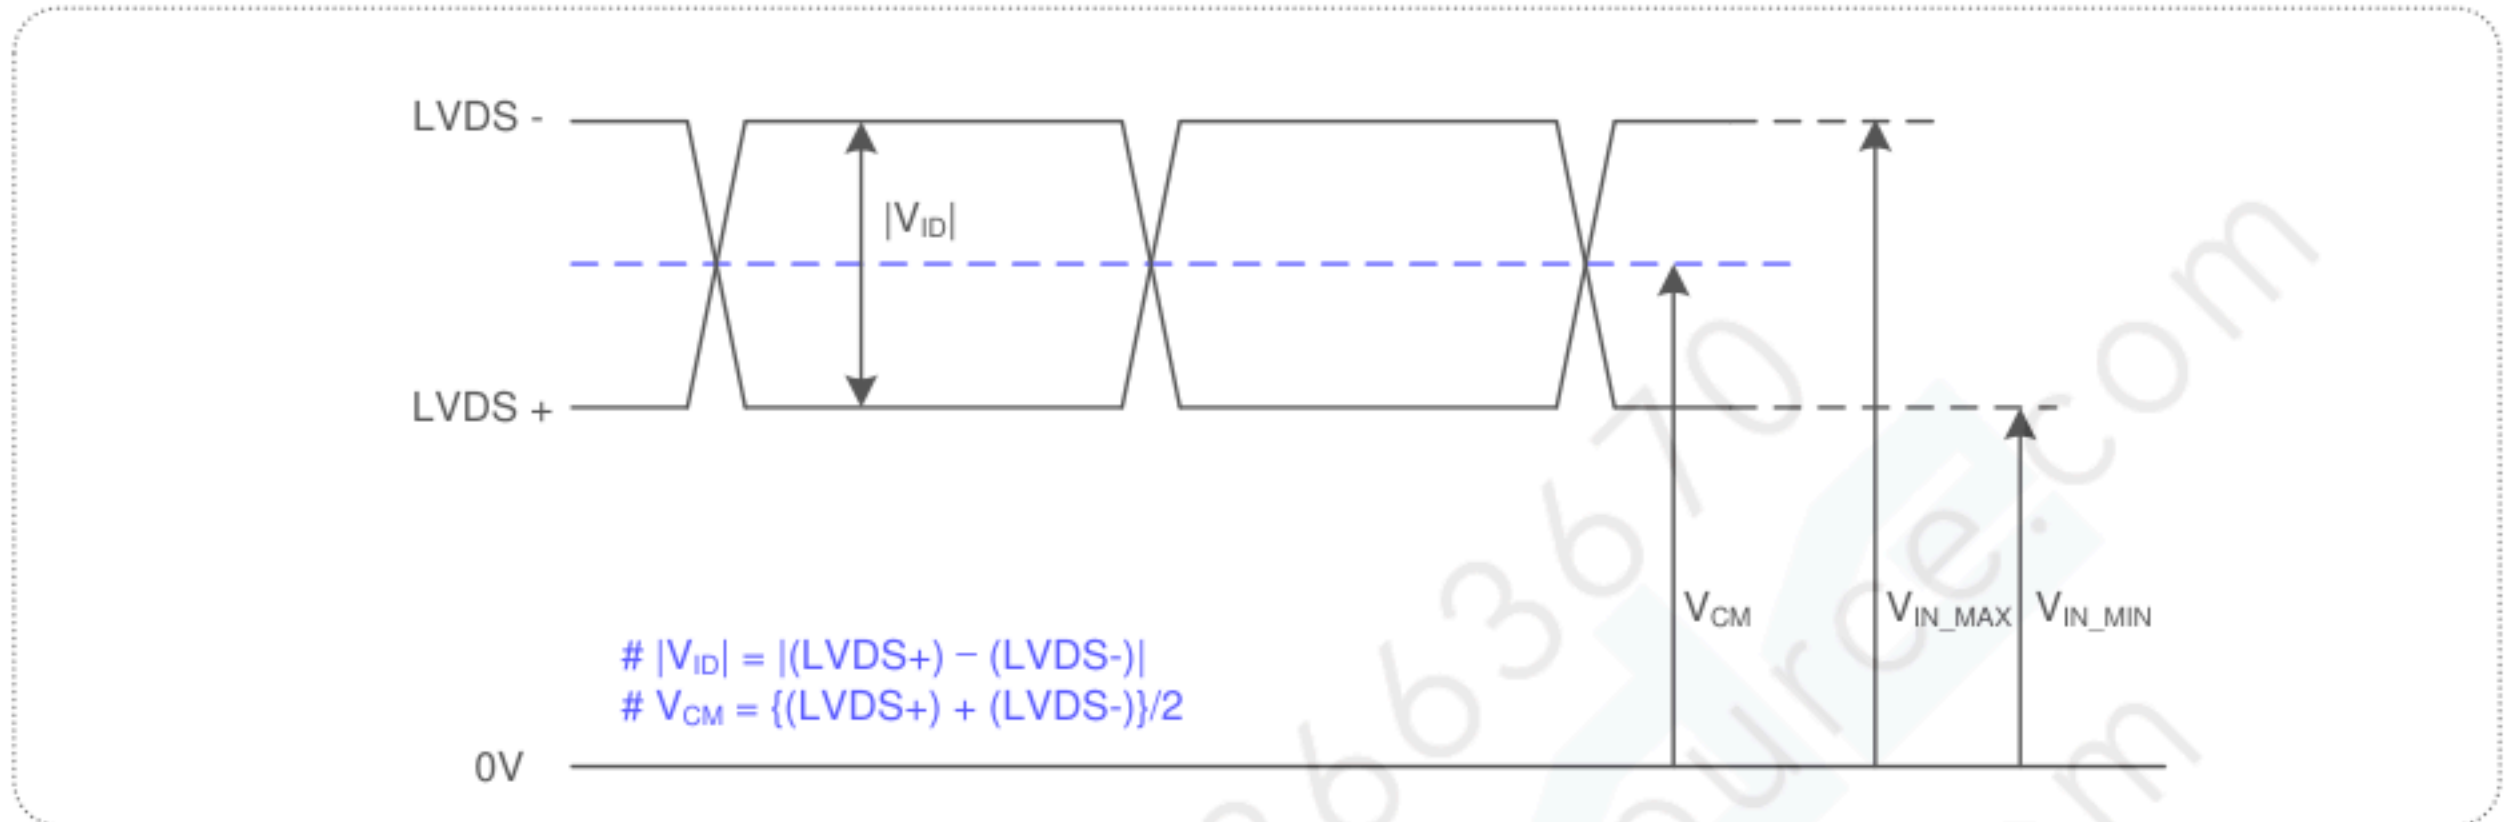 LVDS -
|VID|
LVDS +
VCM
VIN_MAX
VIN_MIN
# |VID| = |(LVDS+) − (LVDS-)|
# VCM = {(LVDS+) + (LVDS-)}/2
0V